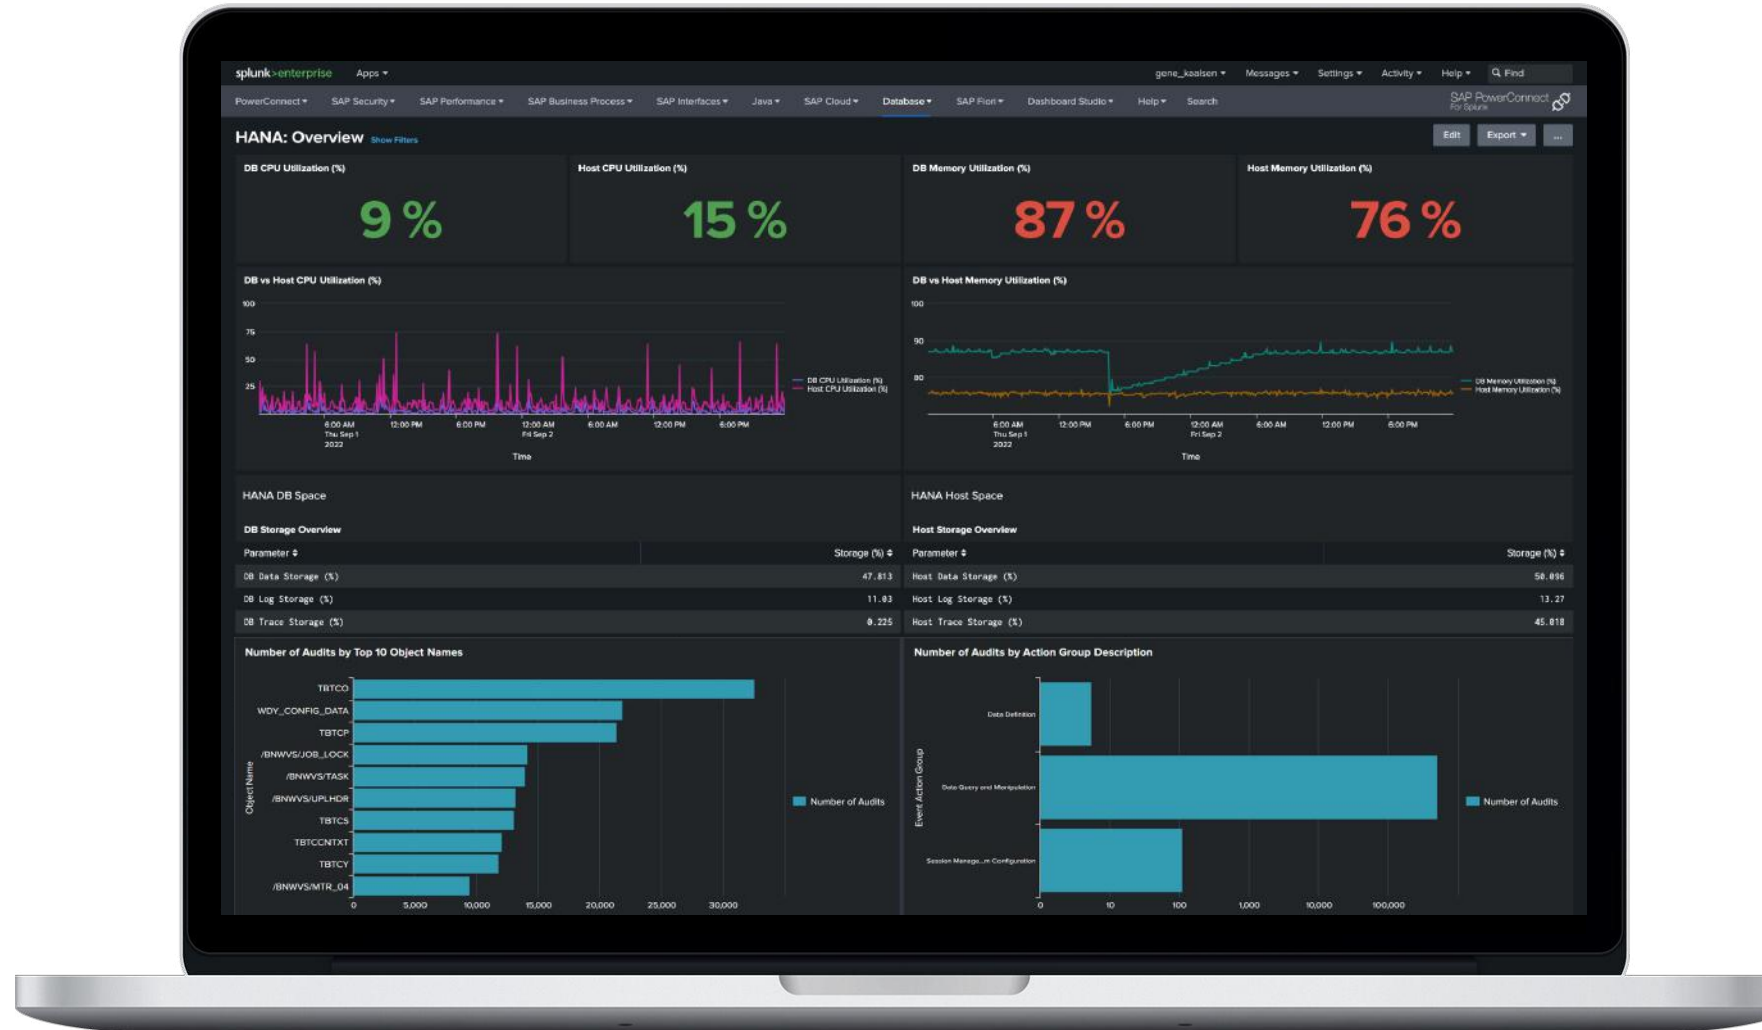 splunk>enterprise Apps gene_kaalsen Messages Settings Activity Help Find
PowerConnect SAP Security SAP Performance SAP Business Process SAP Interfaces Java SAP Cloud Database SAP Fiori Dashboard Studio Help Search SAP PowerConnect
For Splunk
HANA: Overview Show Filters Edit Export ...
DB CPU Utilization (%)
9 %
Host CPU Utilization (%)
15 %
DB Memory Utilization (%)
87 %
Host Memory Utilization (%)
76 %
DB vs Host CPU Utilization (%)
100
75
50
25
DB CPU Utilization (%)
Host CPU Utilization (%)
6:00 AM 12:00 PM 6:00 PM 12:00 AM 6:00 AM 12:00 PM 6:00 PM
Thu Sep 1 Fri Sep 2
2022
Time
DB vs Host Memory Utilization (%)
100
90
80
DB Memory Utilization (%)
Host Memory Utilization (%)
6:00 AM 12:00 PM 6:00 PM 12:00 AM 6:00 AM 12:00 PM 6:00 PM
Thu Sep 1 Fri Sep 2
2022
Time
HANA DB Space
DB Storage Overview
Parameter Storage (%)
DB Data Storage (%) 47.813
DB Log Storage (%) 11.03
DB Trace Storage (%) 0.225
HANA Host Space
Host Storage Overview
Parameter Storage (%)
Host Data Storage (%) 50.096
Host Log Storage (%) 13.27
Host Trace Storage (%) 45.018
Number of Audits by Top 10 Object Names
Object Name
TBTCO
WDY_CONFIG_DATA
TBTCP
/BNWVS/JOB_LOCK
/BNWVS/TASK
/BNWVS/UPLHDR
TBTCS
TBTCCNTXT
TBTCY
/BNWVS/MTR_04
0 5,000 10,000 15,000 20,000 25,000 30,000
Number of Audits
Number of Audits by Action Group Description
Event Action Group
Data Definition
Data Query and Manipulation
Session Manage...m Configuration
0 10 100 1,000 10,000 100,000
Number of Audits